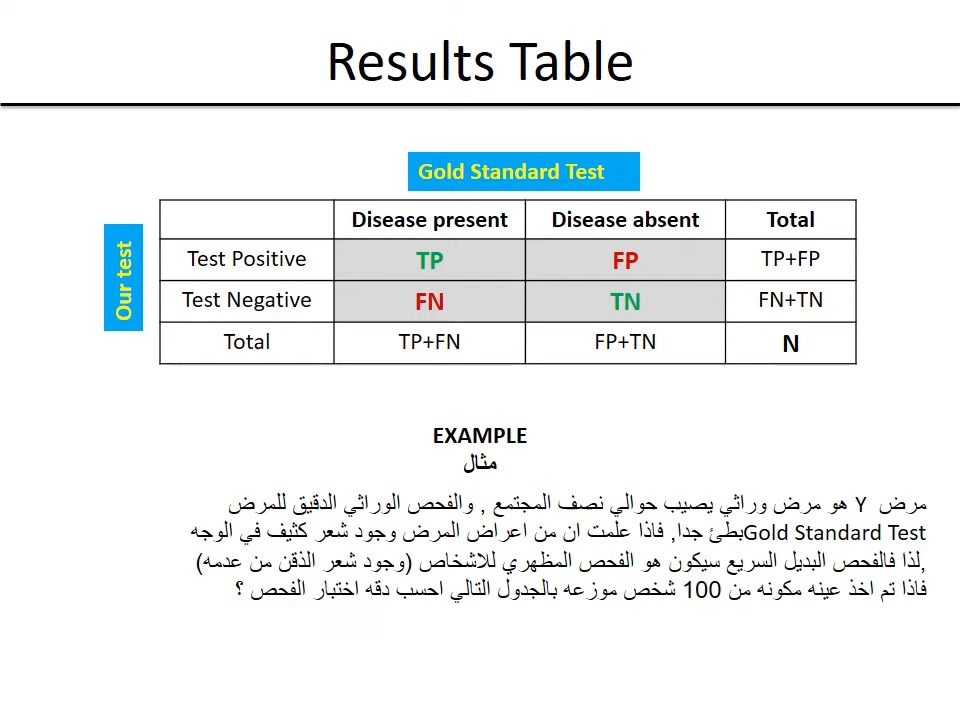 Results Table
Gold Standard Test
Our test
Disease present Disease absent Total
Test Positive TP FP TP+FP
Test Negative FN TN FN+TN
Total TP+FN FP+TN N
EXAMPLE
مثال
مرض Y هو مرض وراثي يصيب حوالي نصف المجتمع , والفحص الوراثي الدقيق للمرض
Gold Standard Testبطئ جدا, فاذا علمت ان من اعراض المرض وجود شعر كثيف في الوجه
,لذا فالفحص البديل السريع سيكون هو الفحص المظهري للاشخاص (وجود شعر الذقن من عدمه)
فاذا تم اخذ عينه مكونه من 100 شخص موزعه بالجدول التالي احسب دقه اختبار الفحص ؟